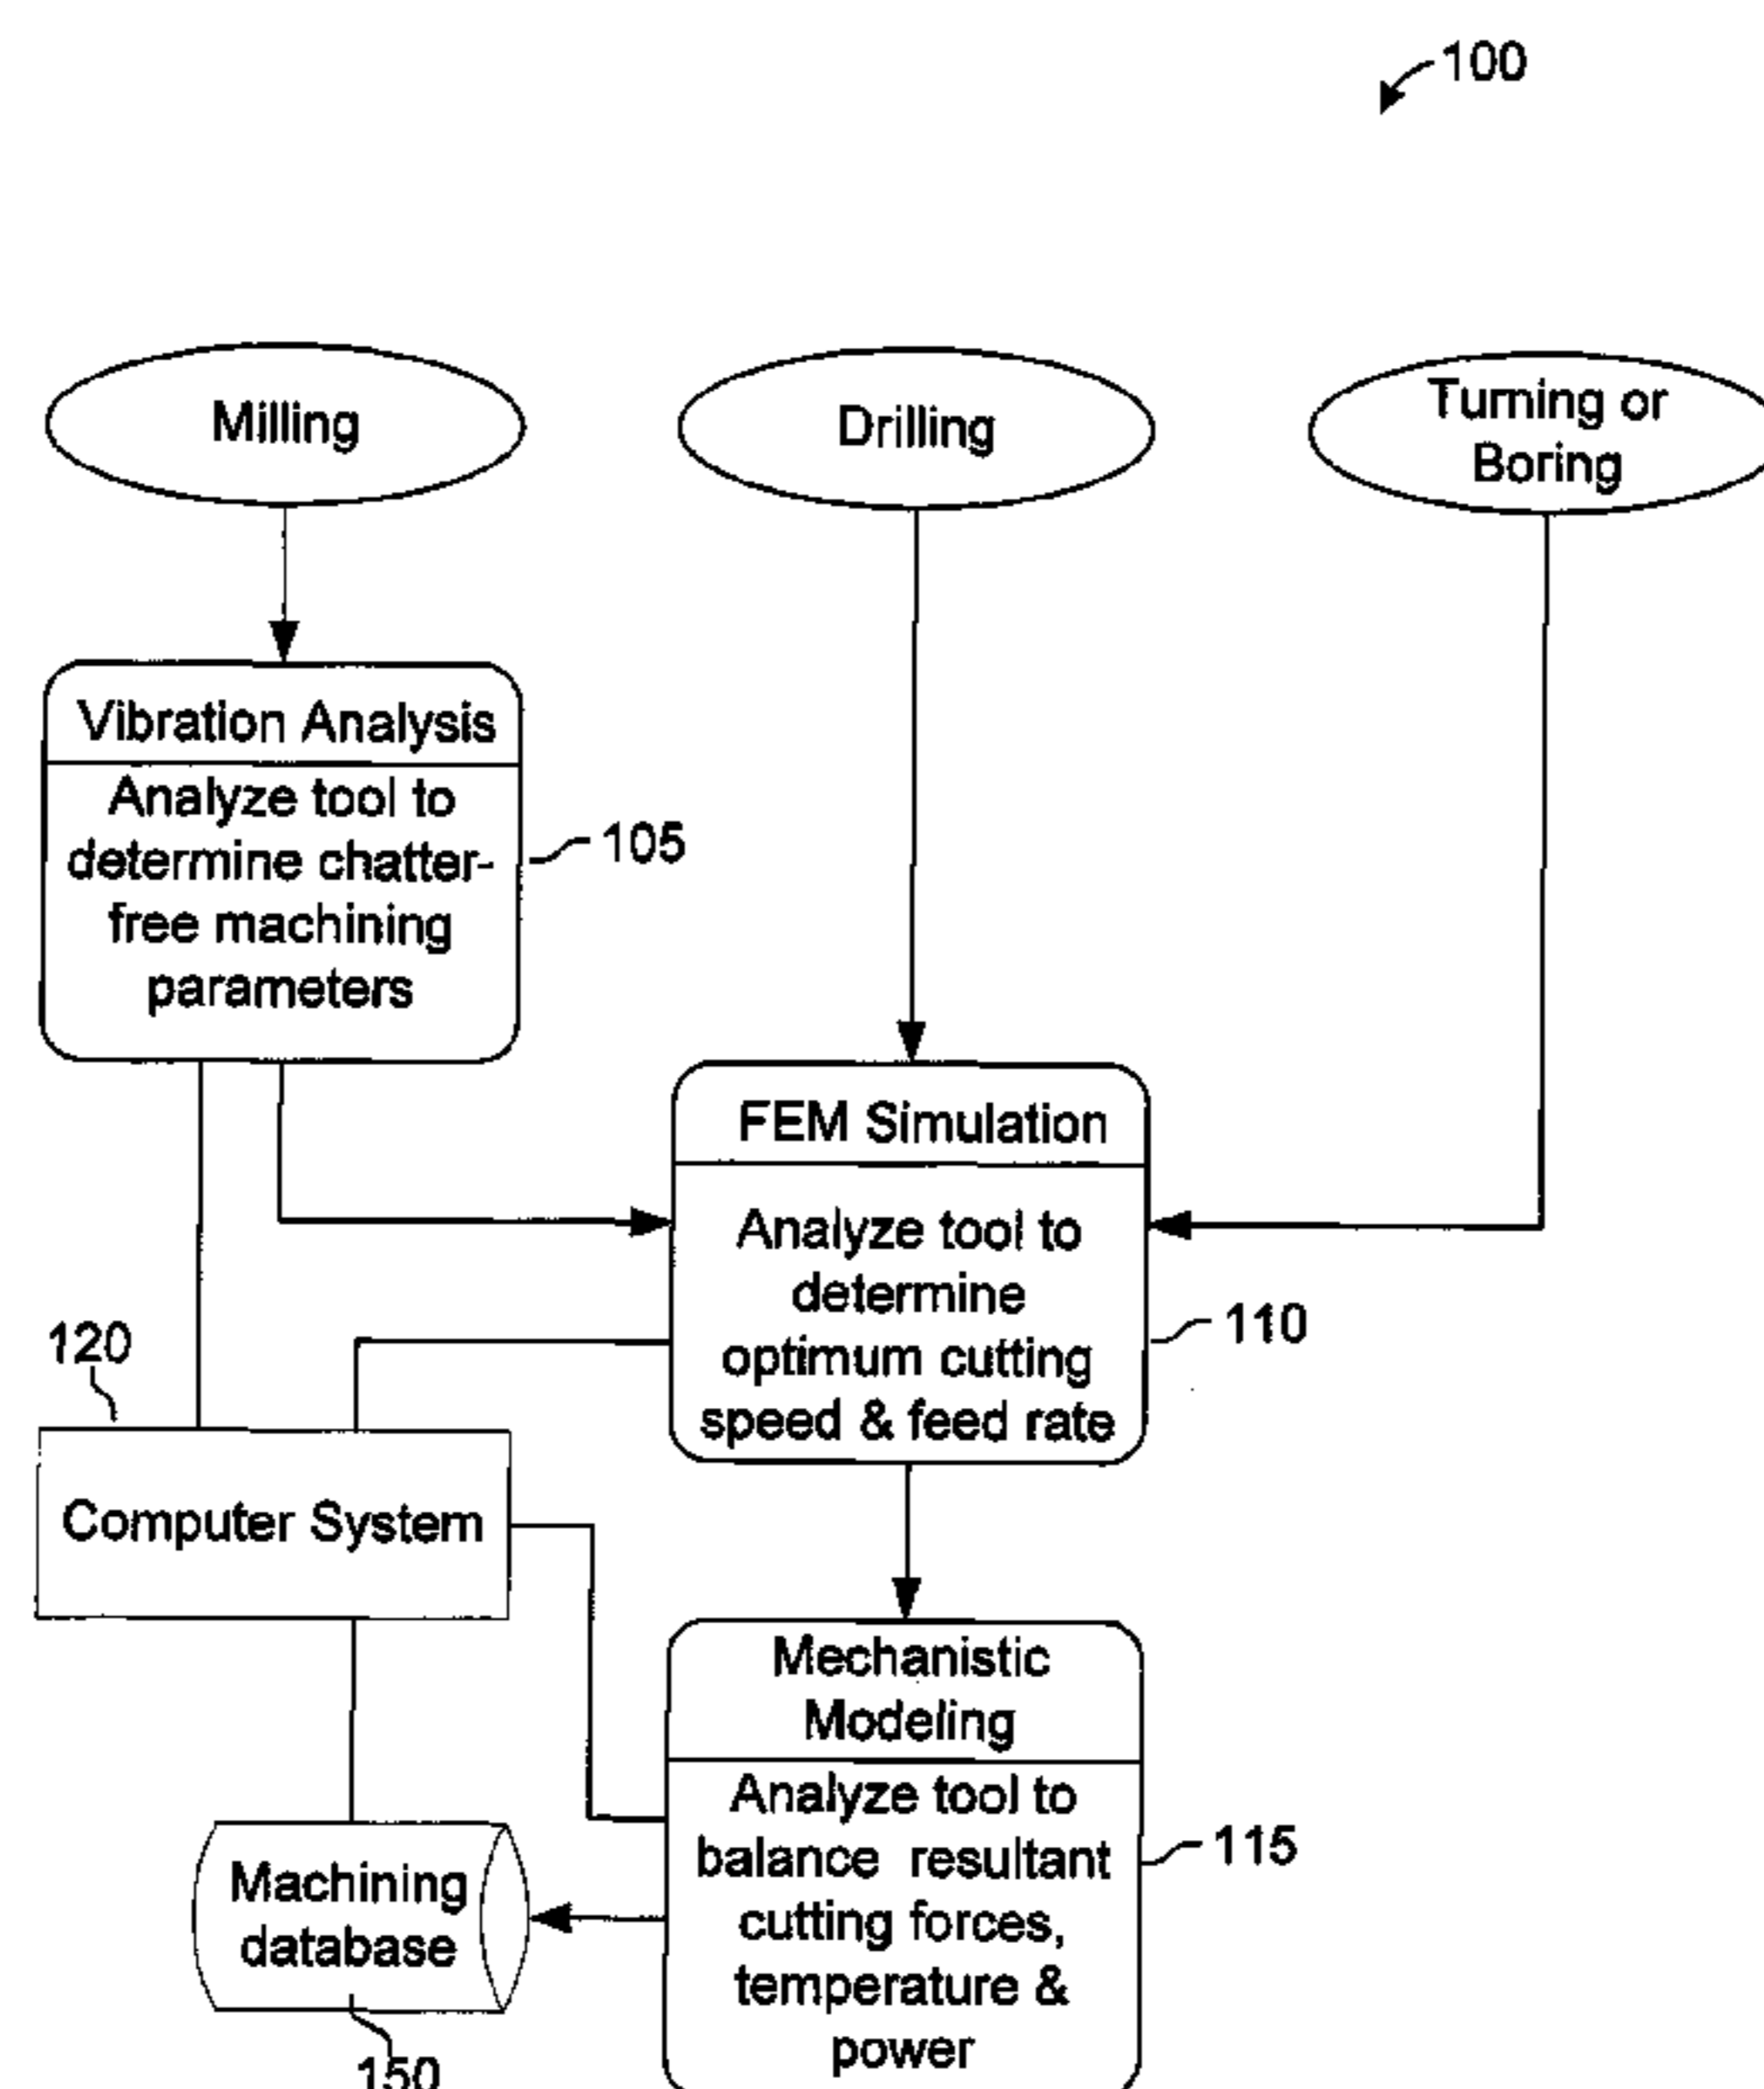 100
Milling
Drilling
Turning or
Boring
Vibration Analysis
Analyze tool to
determine chatter-
free machining
parameters
105
FEM Simulation
Analyze tool to
determine
optimum cutting
speed & feed rate
110
120
Computer System
Mechanistic
Modeling
Analyze tool to
balance resultant
cutting forces,
temperature &
power
115
Machining
database
150